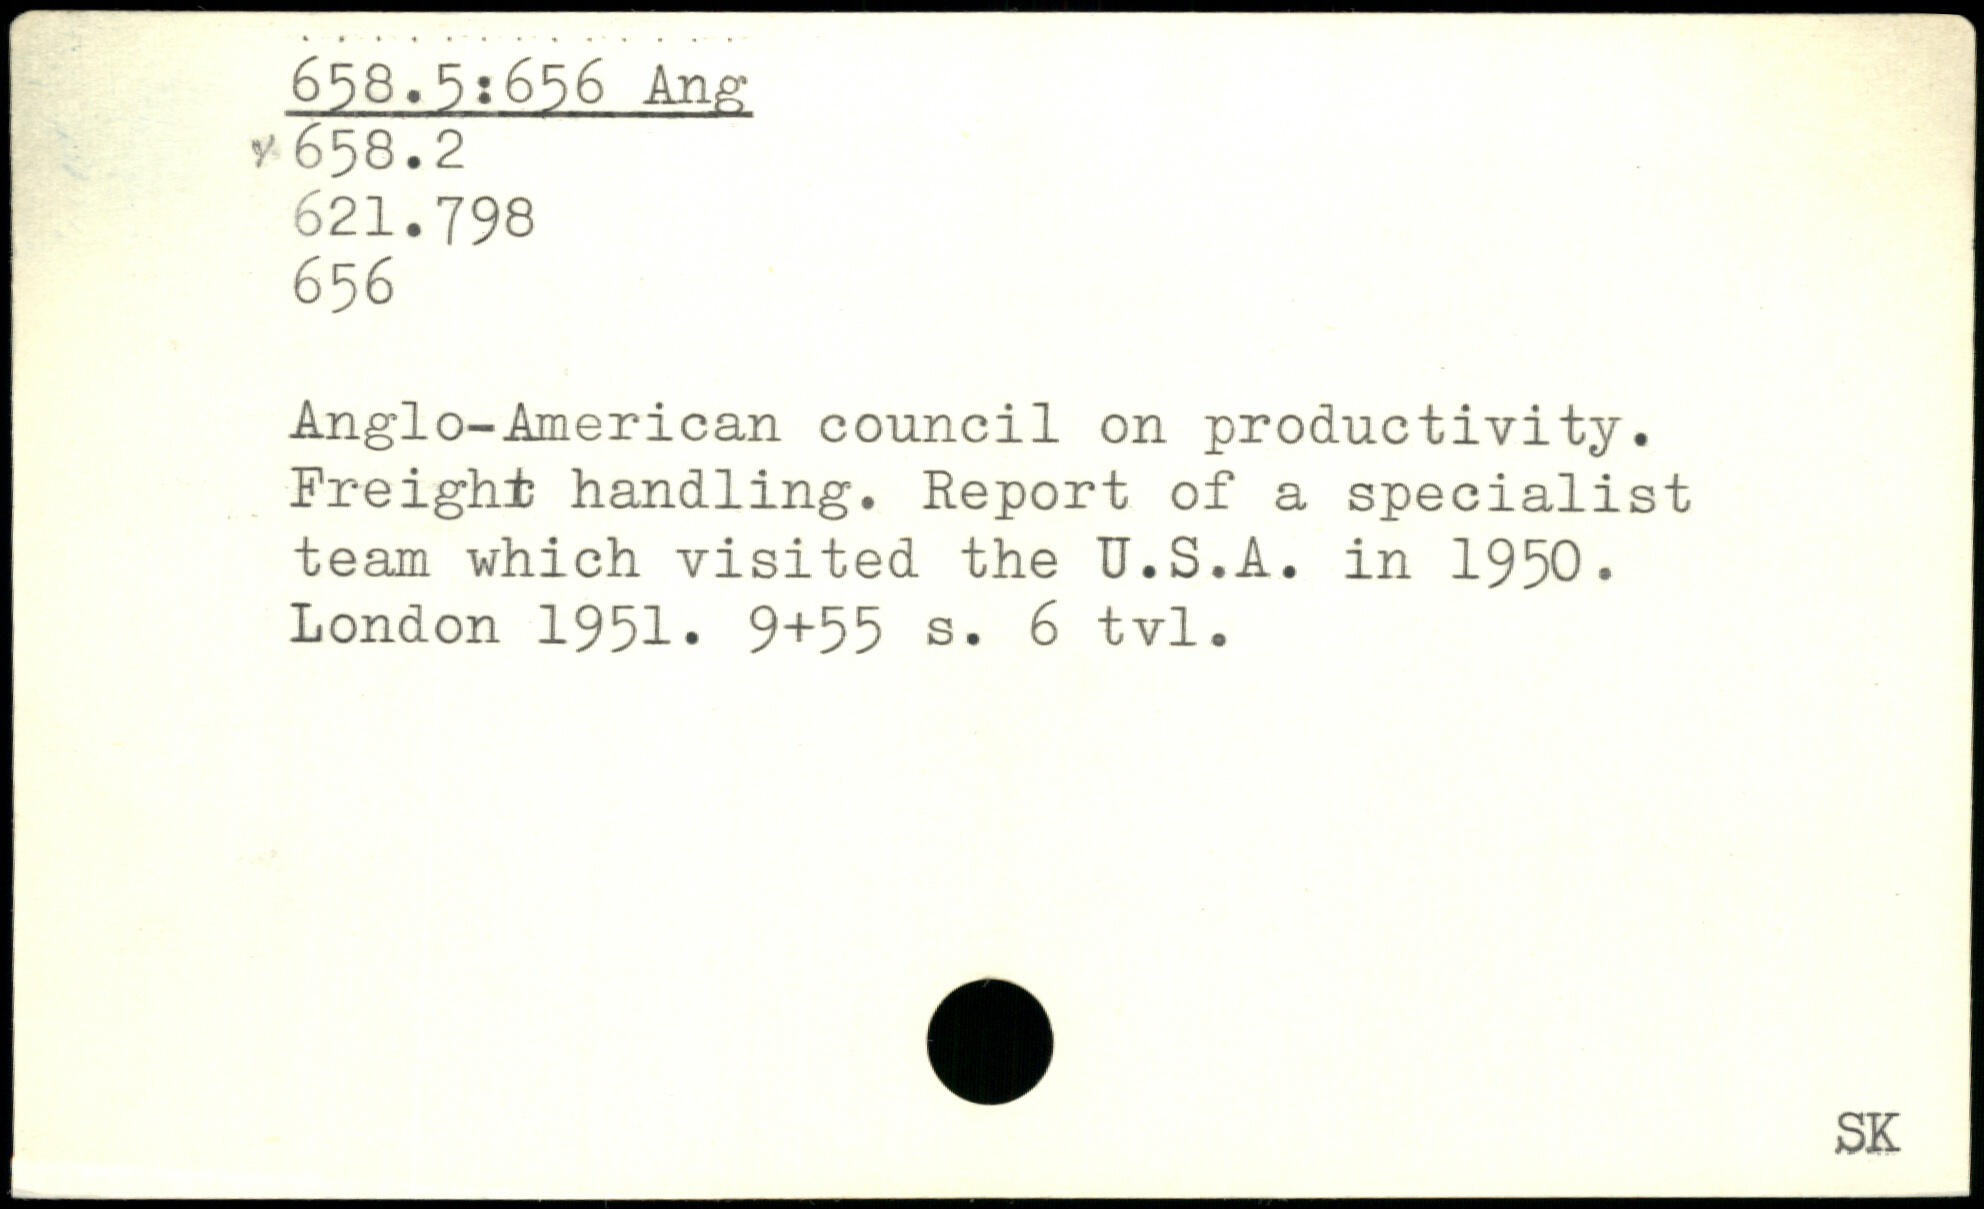 658.5:656 Ang
658.2
621.798
656
Anglo-American council on productivity.
Freight handling. Report of a specialist
team which visited the U.S.A. in 1950.
London 1951. 9+55 s. 6 tvl.
SK